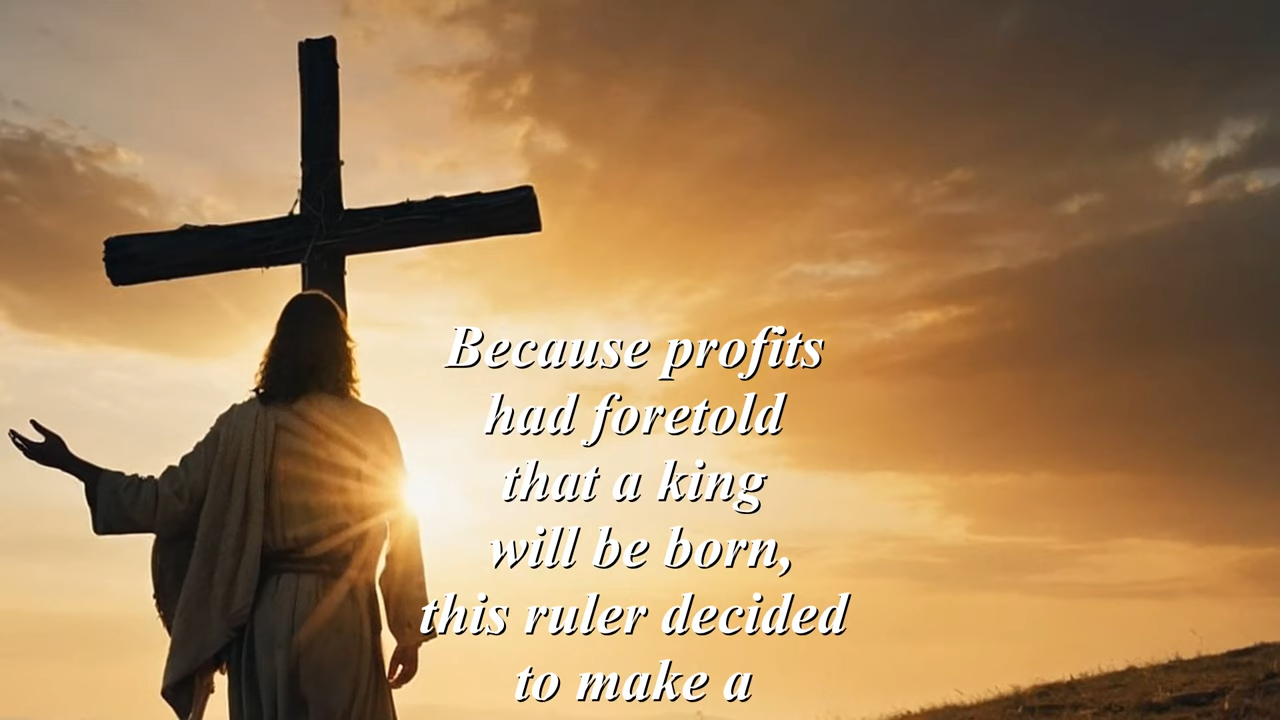 Because profits
had foretold
that a king
will be born,
this ruler decided
to make a